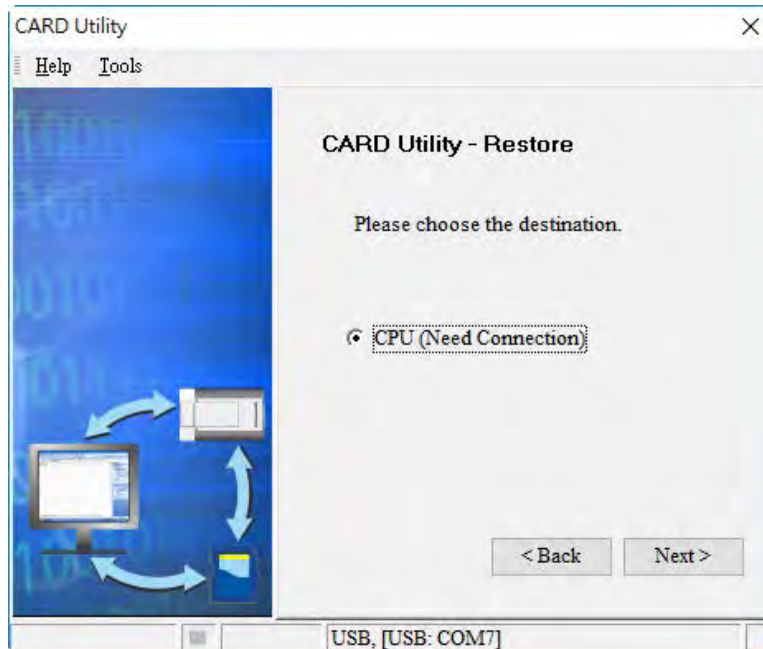 CARD Utility
Help Tools
CARD Utility - Restore
Please choose the destination.
CPU (Need Connection)
< Back Next >
USB, [USB: COM7]